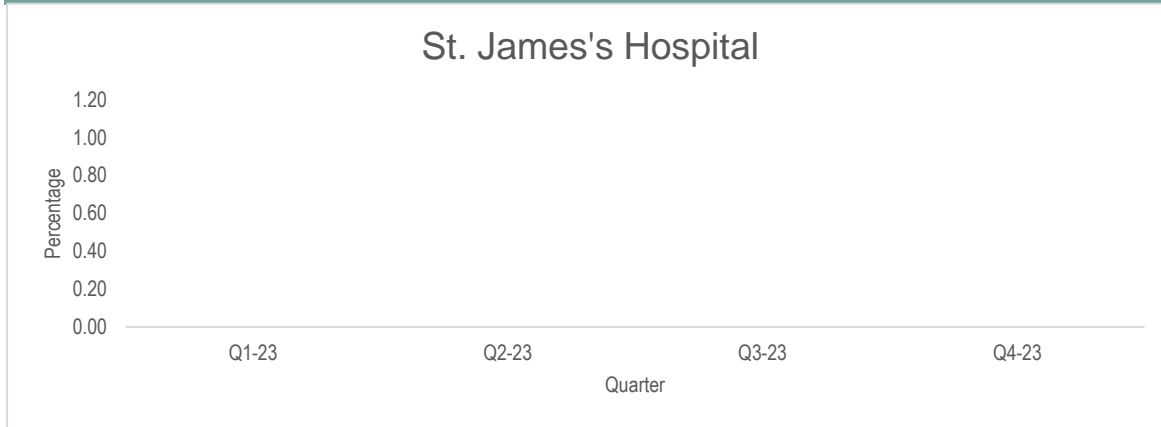 St. James's Hospital
Percentage
1.20
1.00
0.80
0.60
0.40
0.20
0.00
Q1-23 Q2-23 Q3-23 Q4-23
Quarter